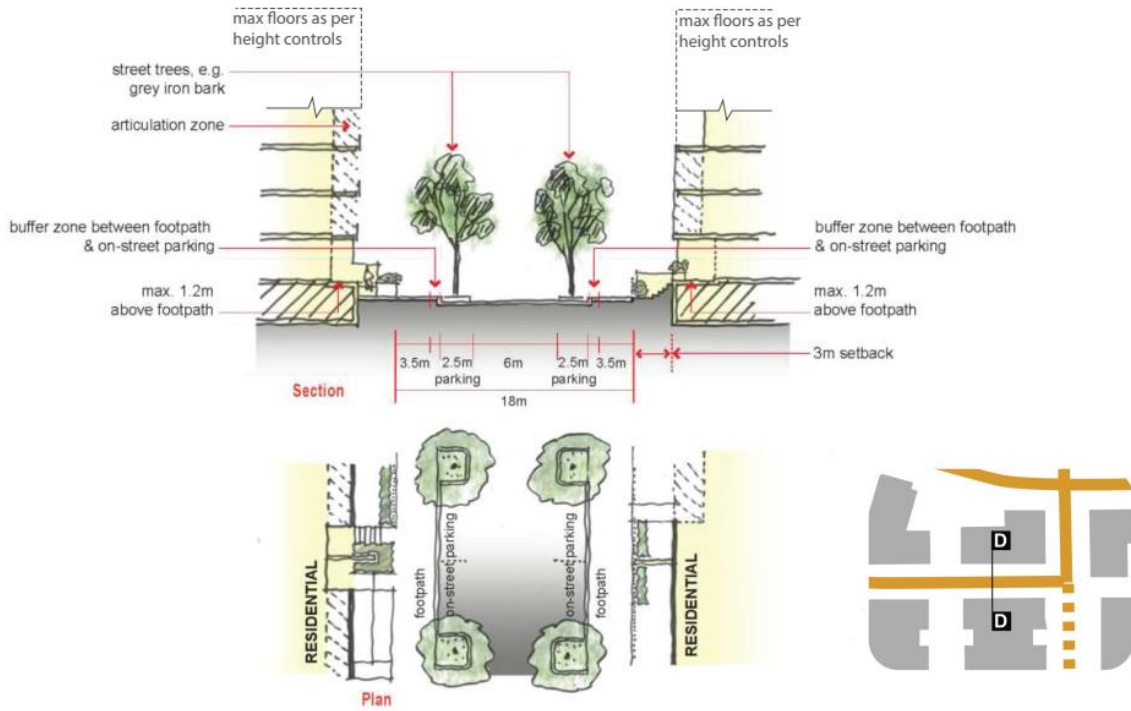 max floors as per
height controls
max floors as per
height controls
street trees, e.g.
grey iron bark
articulation zone
buffer zone between footpath
& on-street parking
buffer zone between footpath
& on-street parking
max. 1.2m
above footpath
max. 1.2m
above footpath
3m setback
3.5m
2.5m
parking
6m
2.5m
parking
3.5m
18m
Section
RESIDENTIAL
footpath
on-street parking
on-street parking
footpath
RESIDENTIAL
Plan
D
D